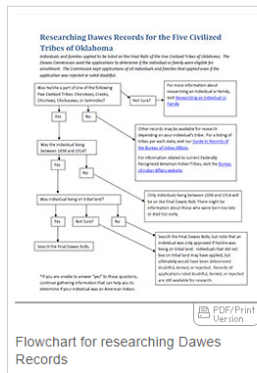 Researching Dawes Records for the Five Civilized
Tribes of Oklahoma
Individuals and families applied to be listed on the Final Rolls of the Five Civilized Tribes of Oklahoma. The
Dawes Commission used the applications to determine if the individual or family were eligible for
enrollment. The Commission kept applications of all individuals and families that applied even if the
application was rejected or ruled doubtful.
Was he/she a part of one of the
Five Civilized Tribes: Cherokees, Creeks,
Choctaws, Chickasaws, or Seminoles?
Not Sure?
For more information about
researching an individual or family,
see Researching an Individual or
Family.
Yes
No
Other records may be available for research
depending on your individual's tribe. For a listing of
tribes per each state, visit our Guide to Records of
the Bureau of Indian Affairs.
For information related to current Federally
Recognized American Indian Tribes, visit the Bureau
of Indian Affairs website.
Was the individual living
between 1898 and 1914?
Yes
No
Only individuals living between 1898 and 1914 will
be on the Final Dawes Roll. There might be
information about those who were born too late
or died too early.
Was individual living on tribal land?
Yes
Not Sure?
No
Search the Final Dawes Rolls.
Search the Final Dawes Rolls, but note that an
individual was only approved if he/she was
living on tribal land. Individuals that did not
live on tribal land may have applied, but
ultimately would have been determined
doubtful, denied, or rejected. Records of
applications ruled doubtful, denied, or rejected
are still available for research.
*If you are unable to answer "yes" to these questions,
continue gathering information that can help you to
determine if your individual was an American Indian.
PDF/Print
Version
Flowchart for researching Dawes
Records